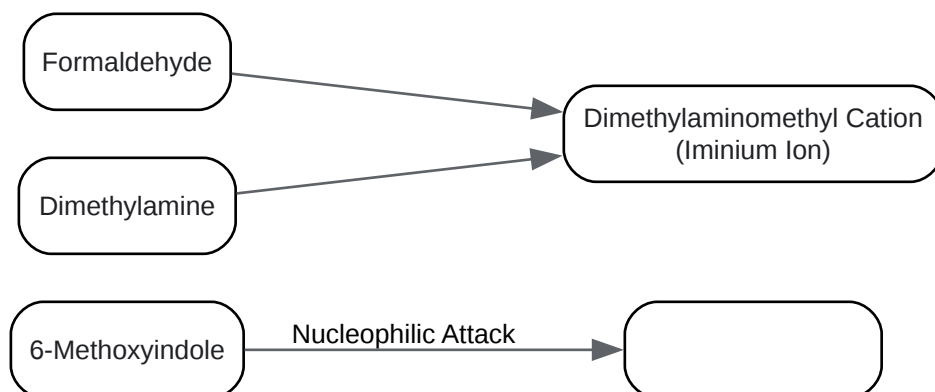 Formaldehyde
Dimethylaminomethyl Cation
(Iminium Ion)
Dimethylamine
Nucleophilic Attack
6-Methoxyindole